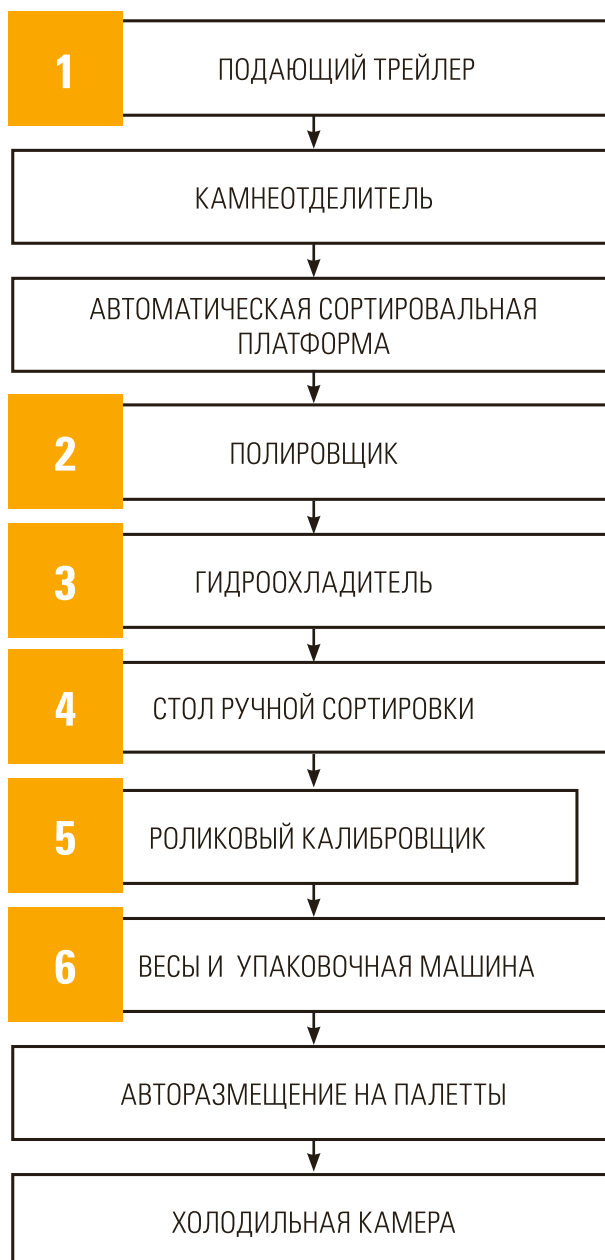 1
ПОДАЮЩИЙ ТРЕЙЛЕР
КАМНЕОТДЕЛИТЕЛЬ
АВТОМАТИЧЕСКАЯ СОРТИРОВАЛЬНАЯ
ПЛАТФОРМА
2
ПОЛИРОВЩИК
3
ГИДРООХЛАДИТЕЛЬ
4
СТОЛ РУЧНОЙ СОРТИРОВКИ
5
РОЛИКОВЫЙ КАЛИБРОВЩИК
6
ВЕСЫ И УПАКОВОЧНАЯ МАШИНА
АВТОРАЗМЕЩЕНИЕ НА ПАЛЕТТЫ
ХОЛОДИЛЬНАЯ КАМЕРА